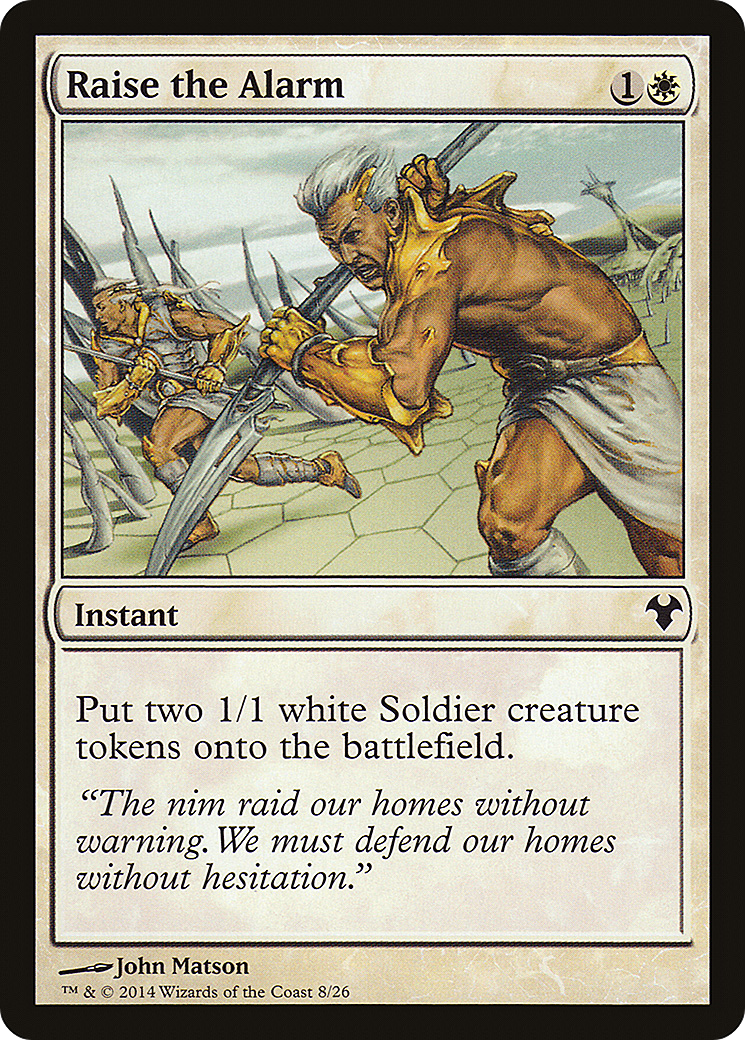 Raise the Alarm
1
Instant
Put two 1/1 white Soldier creature
tokens onto the battlefield.
“The nim raid our homes without
warning. We must defend our homes
without hesitation.”
John Matson
™ & © 2014 Wizards of the Coast 8/26